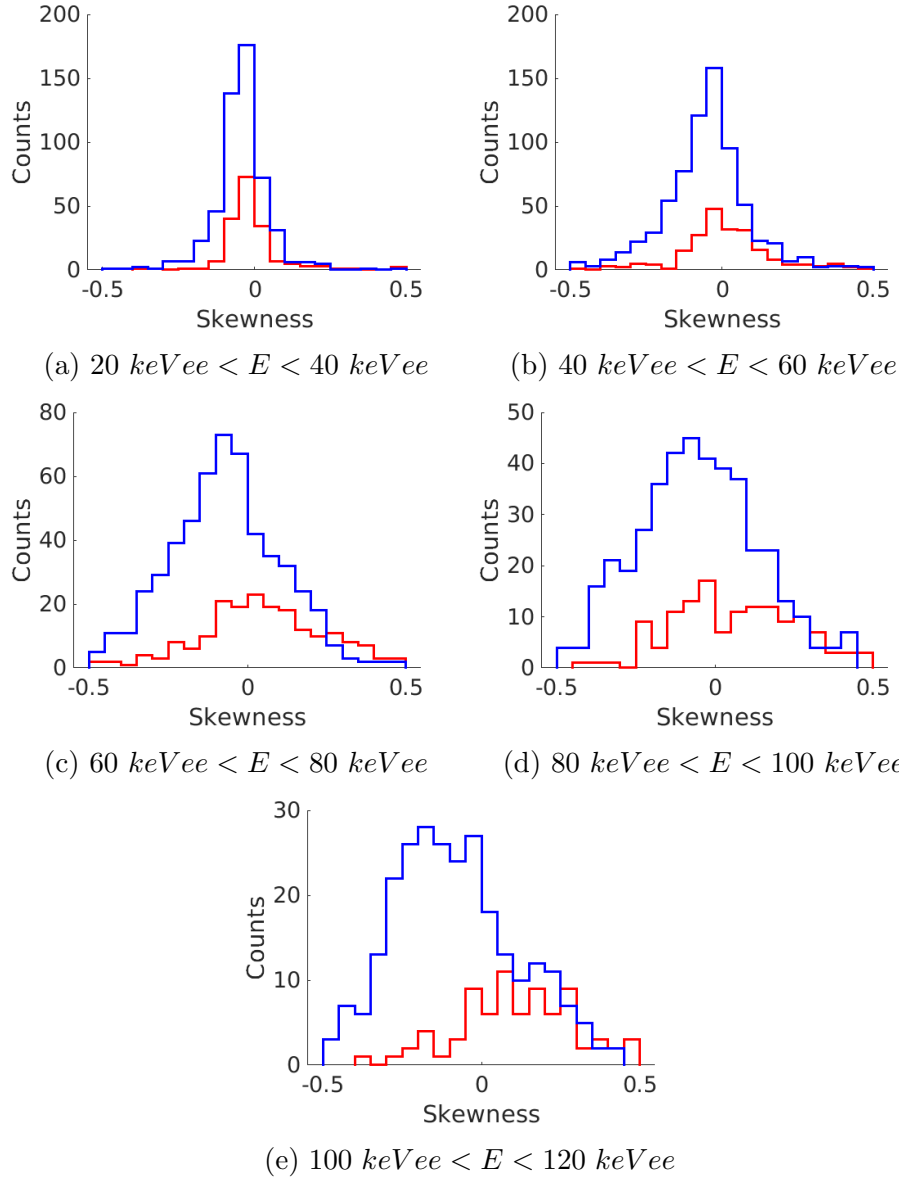 200
150
100
50
0
Counts
-0.5 0 0.5
Skewness
(a) 20 keVee < E < 40 keVee
200
150
100
50
0
Counts
-0.5 0 0.5
Skewness
(b) 40 keVee < E < 60 keVee
80
60
40
20
0
Counts
-0.5 0 0.5
Skewness
(c) 60 keVee < E < 80 keVee
50
40
30
20
10
0
Counts
-0.5 0 0.5
Skewness
(d) 80 keVee < E < 100 keVee
30
20
10
0
Counts
-0.5 0 0.5
Skewness
(e) 100 keVee < E < 120 keVee